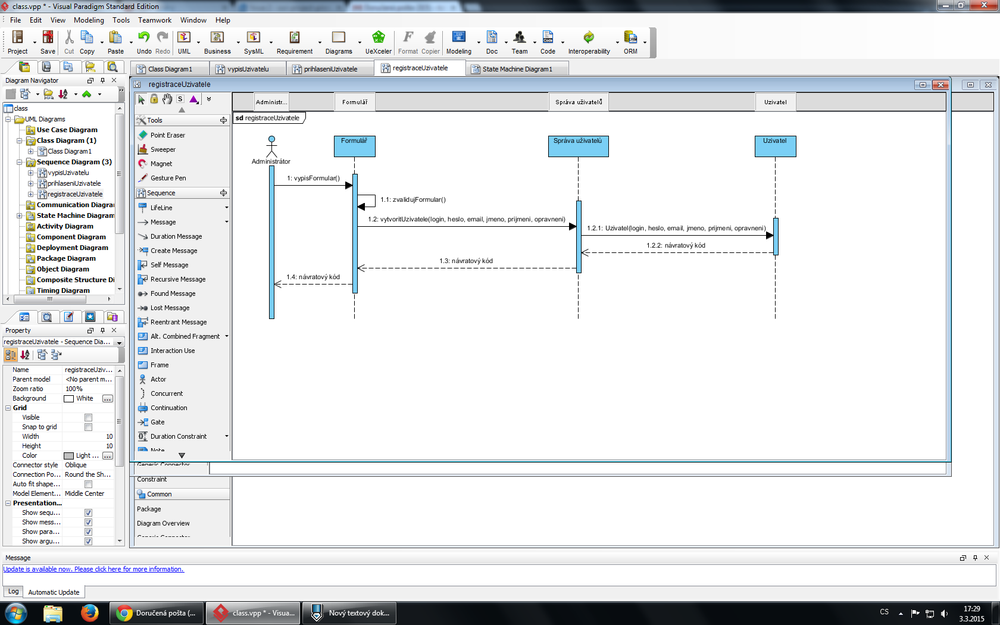 class.vpp * - Visual Paradigm Standard Edition
File Edit View Modeling Tools Teamwork Window Help
Project Save Cut Copy Paste Undo Redo UML Business SysML Requirement Diagrams UeXceler Format Copier Modeling Doc Team Code Interoperability ORM
Class Diagram1 vypisUzivatelu prihlaseniUzivatele registraceUzivatele State Machine Diagram1
Diagram Navigator
class
UML Diagrams
Use Case Diagram
Class Diagram (1)
Class Diagram1
Sequence Diagram (3)
vypisUzivatelu
prihlaseniUzivatele
registraceUzivatele
Communication Diagra
State Machine Diagram
Activity Diagram
Component Diagram
Deployment Diagram
Package Diagram
Object Diagram
Composite Structure Di
Timing Diagram
Property
registraceUzivatele - Sequence Dia...
Name registraceUziv...
Parent model <No parent m...
Zoom ratio 100%
Background White ...
Grid
Visible
Snap to grid
Width 10
Height 10
Color Light ... ...
Connector style Oblique
Connection Po... Round the Sh...
Auto fit shape...
Model Element... Middle Center
Presentation...
Show sequ...
Show mess...
Show para...
Show argu...
registraceUzivatele
S
Tools
Point Eraser
Sweeper
Magnet
Gesture Pen
Sequence
LifeLine
Message
Duration Message
Create Message
Self Message
Recursive Message
Found Message
Lost Message
Reentrant Message
Alt. Combined Fragment
Interaction Use
Frame
Actor
Concurrent
Continuation
Gate
Duration Constraint
Note
Generic Connector
Constraint
Common
Package
Diagram Overview
Generic Connector
Administr... Formulář Správa uživatelů Uzivatel
sd registraceUzivatele
Formulář Správa uživatelů Uzivatel
Administrátor
1: vypisFormular()
1.1: zvalidujFormular()
1.2: vytvoritUzivatele(login, heslo, email, jmeno, prijmeni, opravneni)
1.2.1: Uzivatel(login, heslo, email, jmeno, prijmeni, opravneni)
1.2.2: návratový kód
1.3: návratový kód
1.4: návratový kód
Message
Update is available now. Please click here for more information.
Log Automatic Update
Doručená pošta (... class.vpp * - Visua... Nový textový dok...
CS
17:29
3.3.2015